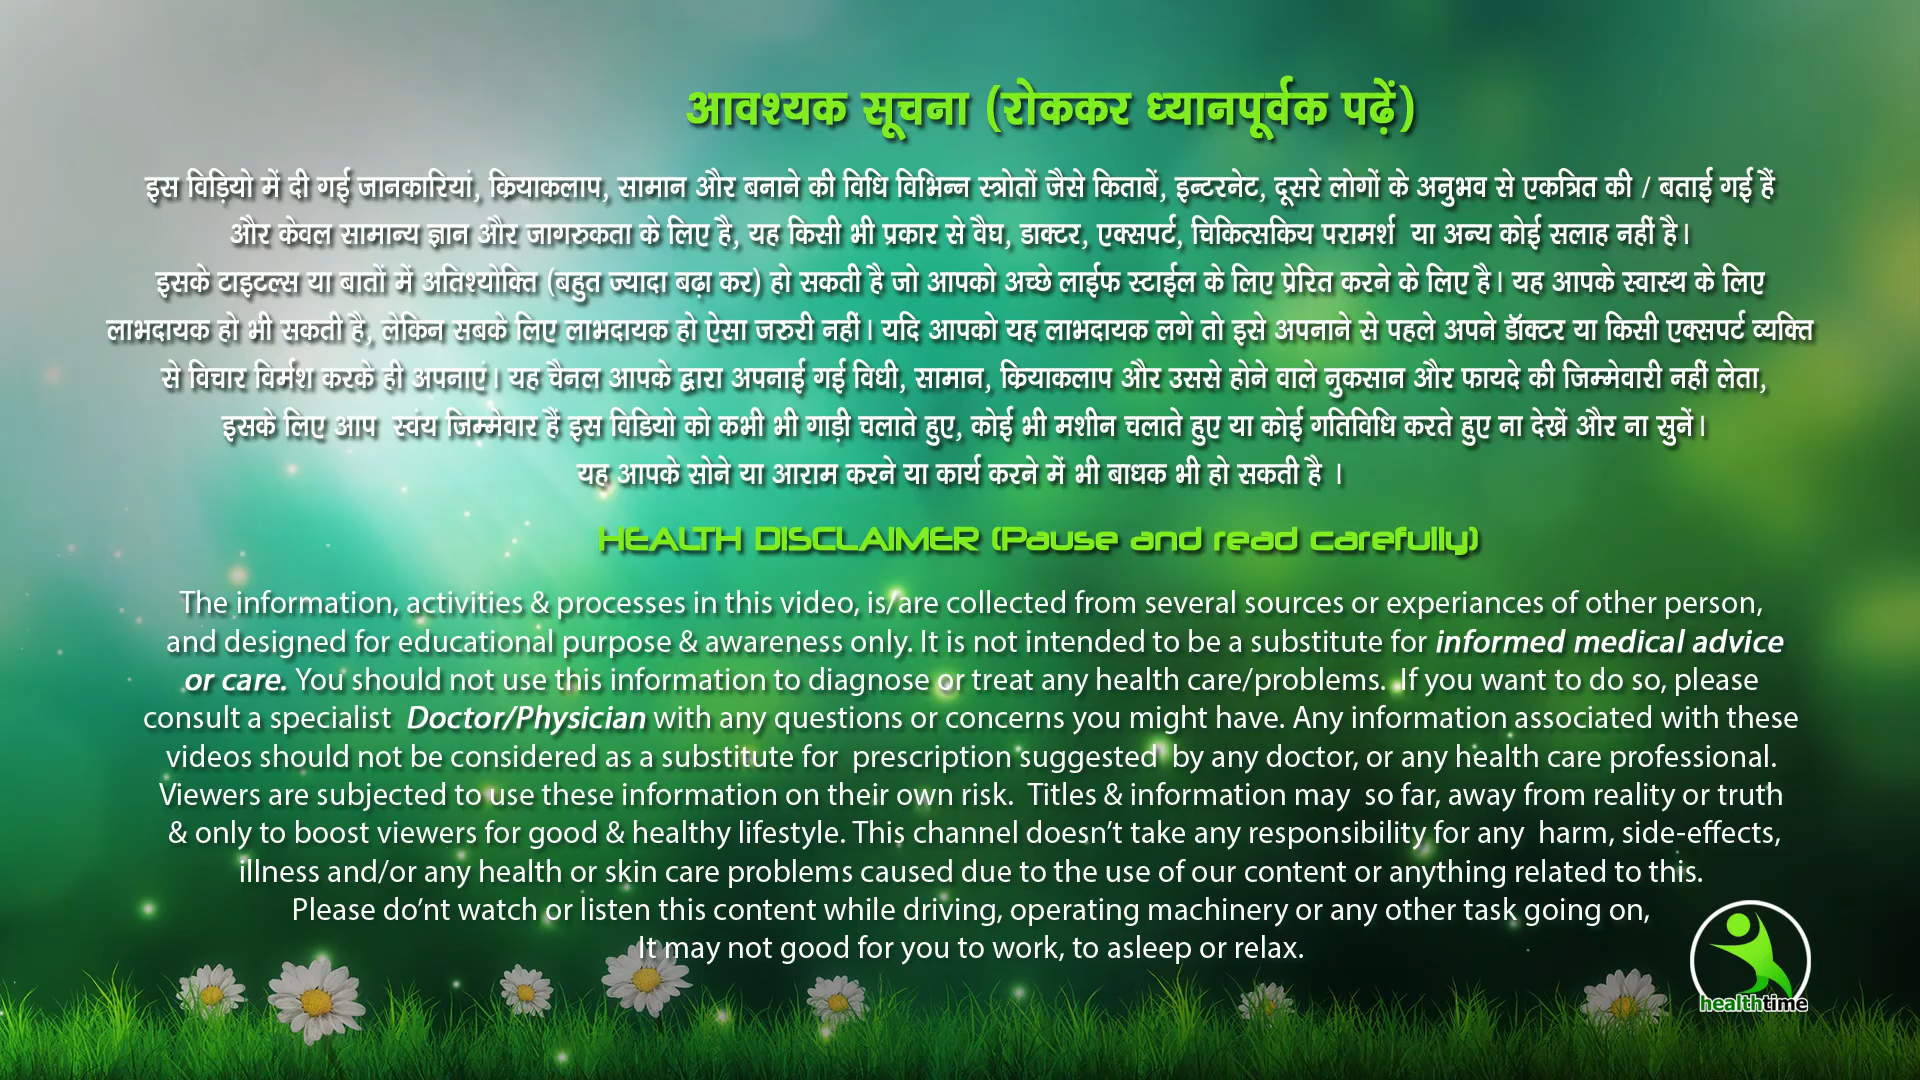 आवश्यक सूचना (रोककर ध्यानपूर्वक पढ़ें)
इस विड़ियो में दी गई जानकारियां, क्रियाकलाप, सामान और बनाने की विधि विभिन्न स्त्रोतों जैसे किताबें, इन्टरनेट, दूसरे लोगों के अनुभव से एकत्रित की / बताई गई हैं
और केवल सामान्य ज्ञान और जागरुकता के लिए है, यह किसी भी प्रकार से वैघ, डाक्टर, एक्सपर्ट, चिकित्सकिय परामर्श या अन्य कोई सलाह नहीं है।
इसके टाइटल्स या बातों में अतिश्योक्ति (बहुत ज्यादा बढ़ा कर) हो सकती है जो आपको अच्छे लाईफ स्टाईल के लिए प्रेरित करने के लिए है। यह आपके स्वास्थ के लिए
लाभदायक हो भी सकती है, लेकिन सबके लिए लाभदायक हो ऐसा जरुरी नहीं। यदि आपको यह लाभदायक लगे तो इसे अपनाने से पहले अपने डॉक्टर या किसी एक्सपर्ट व्यक्ति
से विचार विर्मश करके ही अपनाएं। यह चैनल आपके द्वारा अपनाई गई विधी, सामान, क्रियाकलाप और उससे होने वाले नुकसान और फायदे की जिम्मेवारी नहीं लेता,
इसके लिए आप स्वंय जिम्मेवार हैं इस विडियो को कभी भी गाड़ी चलाते हुए, कोई भी मशीन चलाते हुए या कोई गतिविधि करते हुए ना देखें और ना सुनें।
यह आपके सोने या आराम करने या कार्य करने में भी बाधक भी हो सकती है ।
HEALTH DISCLAIMER (Pause and read carefully)
The information, activities & processes in this video, is/are collected from several sources or experiances of other person,
and designed for educational purpose & awareness only. It is not intended to be a substitute for informed medical advice
or care. You should not use this information to diagnose or treat any health care/problems. If you want to do so, please
consult a specialist Doctor/Physician with any questions or concerns you might have. Any information associated with these
videos should not be considered as a substitute for prescription suggested by any doctor, or any health care professional.
Viewers are subjected to use these information on their own risk. Titles & information may so far, away from reality or truth
& only to boost viewers for good & healthy lifestyle. This channel doesn’t take any responsibility for any harm, side-effects,
illness and/or any health or skin care problems caused due to the use of our content or anything related to this.
Please do’nt watch or listen this content while driving, operating machinery or any other task going on,
It may not good for you to work, to asleep or relax.
healthtime